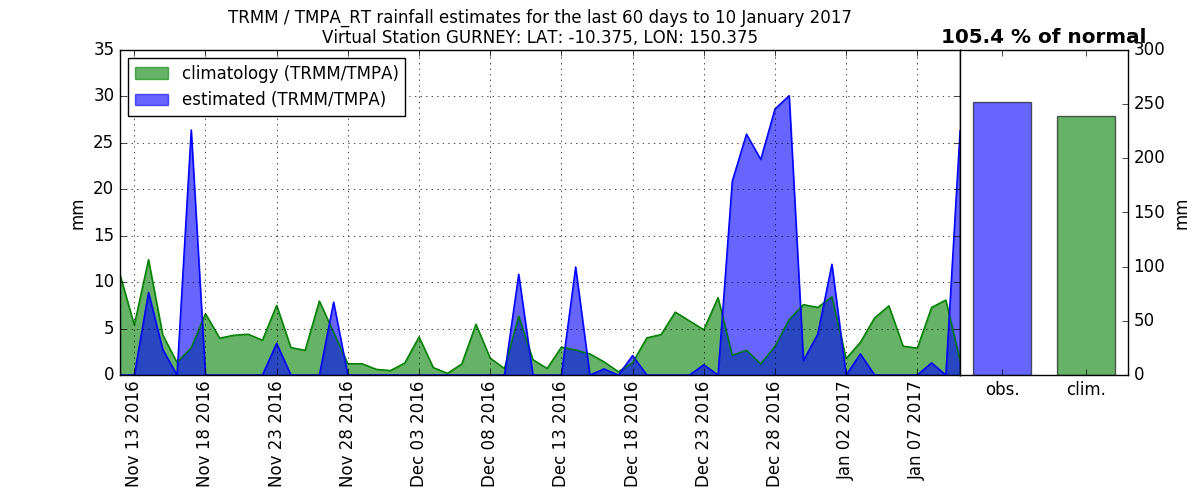 TRMM / TMPA_RT rainfall estimates for the last 60 days to 10 January 2017
Virtual Station GURNEY: LAT: -10.375, LON: 150.375
105.4 % of normal
climatology (TRMM/TMPA)
estimated (TRMM/TMPA)
35
30
25
20
15
10
5
0
mm
300
250
200
150
100
50
0
mm
Nov 13 2016
Nov 18 2016
Nov 23 2016
Nov 28 2016
Dec 03 2016
Dec 08 2016
Dec 13 2016
Dec 18 2016
Dec 23 2016
Dec 28 2016
Jan 02 2017
Jan 07 2017
obs.
clim.